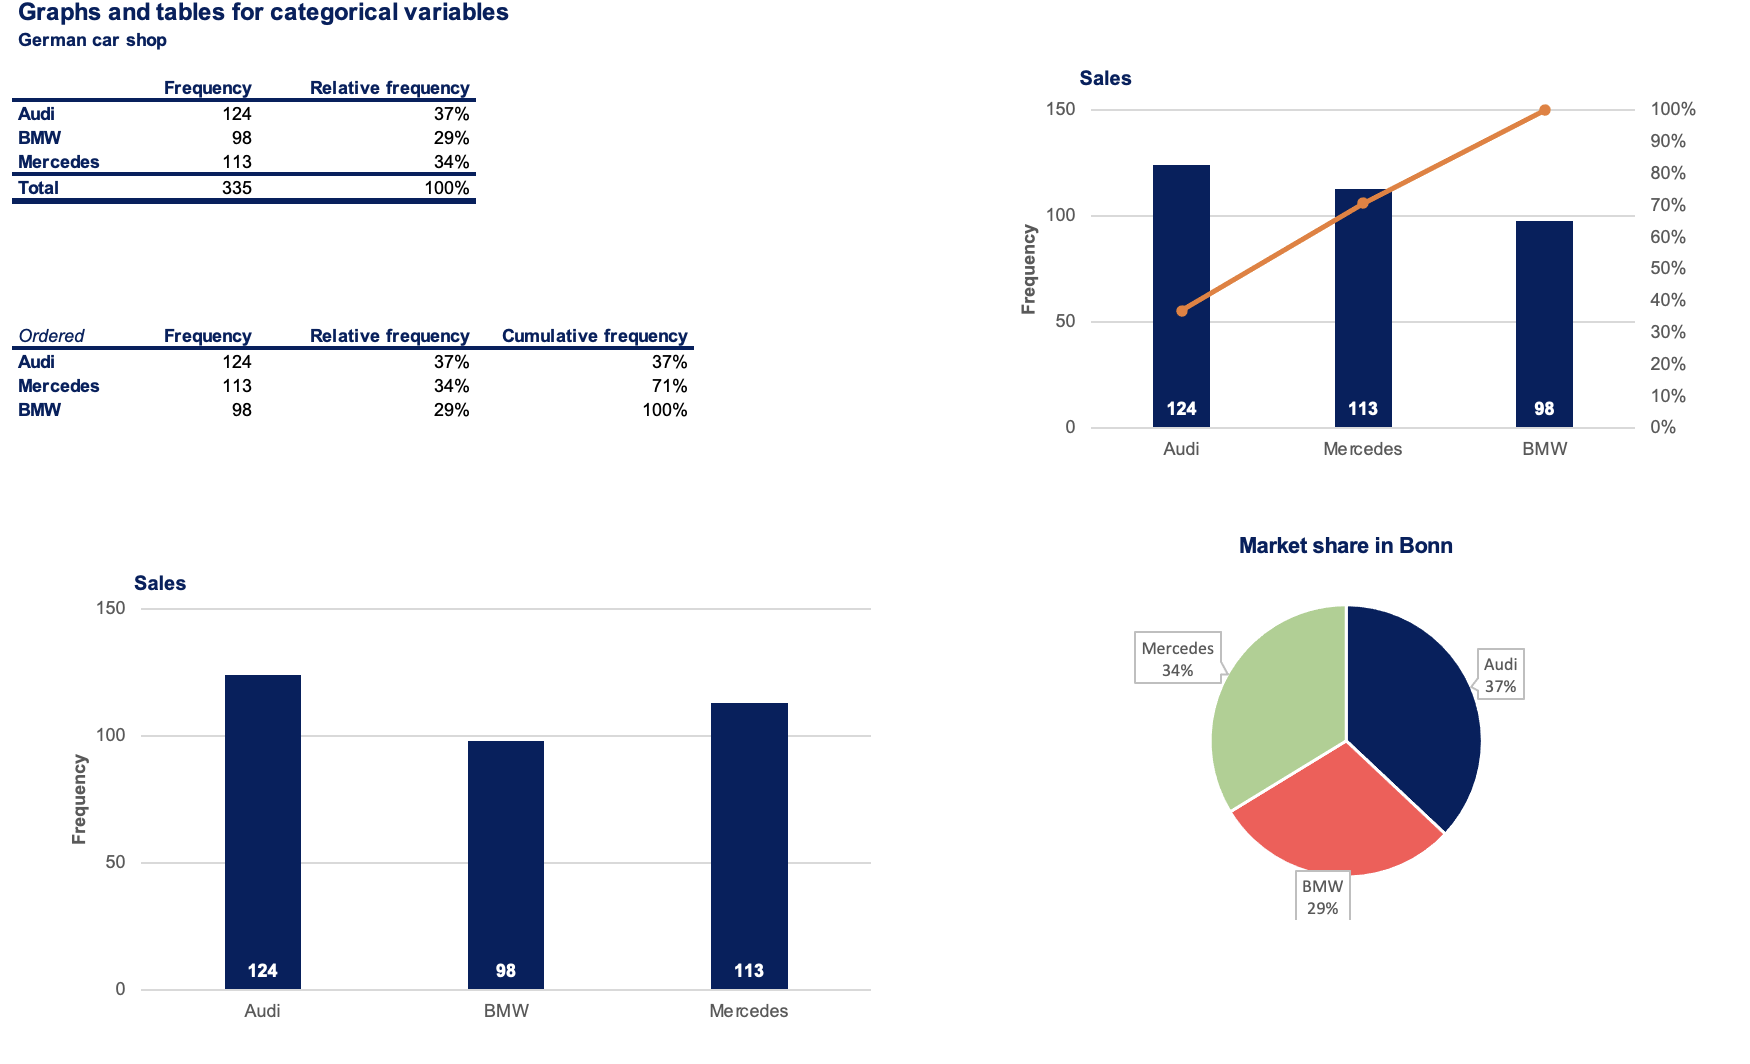 Graphs and tables for categorical variables
German car shop
Frequency Relative frequency
Audi 124 37%
BMW 98 29%
Mercedes 113 34%
Total 335 100%
Ordered Frequency Relative frequency Cumulative frequency
Audi 124 37% 37%
Mercedes 113 34% 71%
BMW 98 29% 100%
Sales
150
100
50
0
Frequency
124 98 113
Audi BMW Mercedes
Sales
150
100
50
0
Frequency
100%
90%
80%
70%
60%
50%
40%
30%
20%
10%
0%
124 113 98
Audi Mercedes BMW
Market share in Bonn
Mercedes
34%
Audi
37%
BMW
29%